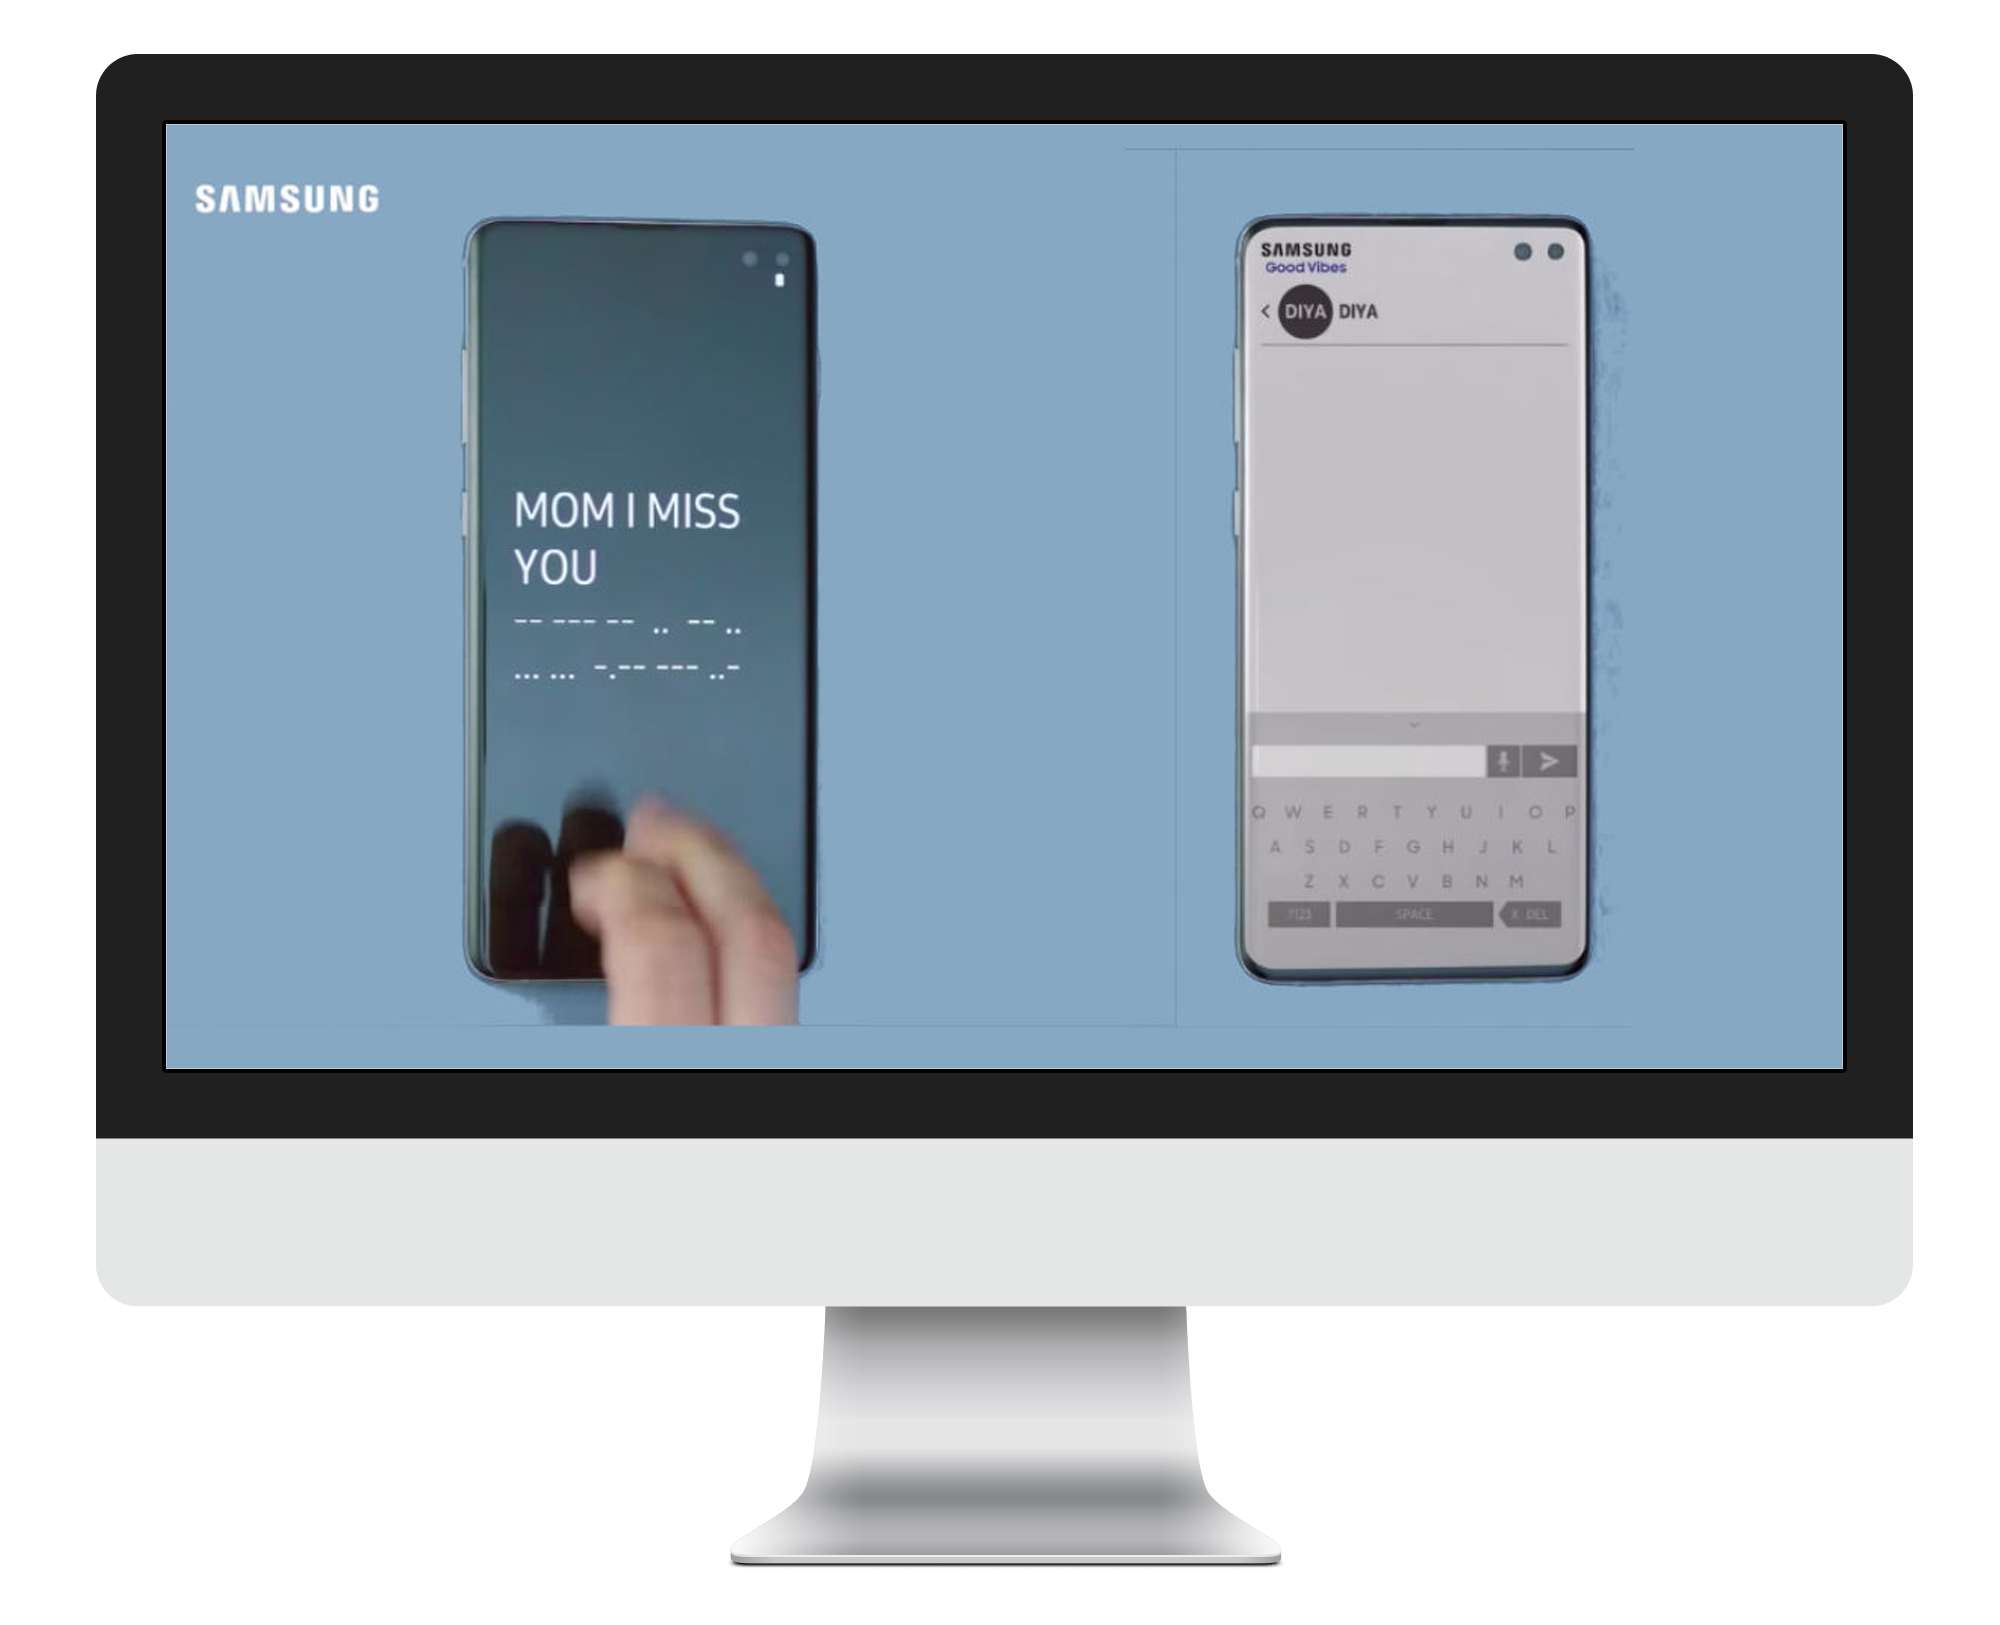 SAMSUNG
MOM I MISS
YOU
-- --- -- .. -- ..
... ... -.-- --- ..-
SAMSUNG
Good Vibes
< DIYA DIYA
Q W E R T Y U I O P
A S D F G H J K L
Z X C V B N M
?123 SPACE X DEL